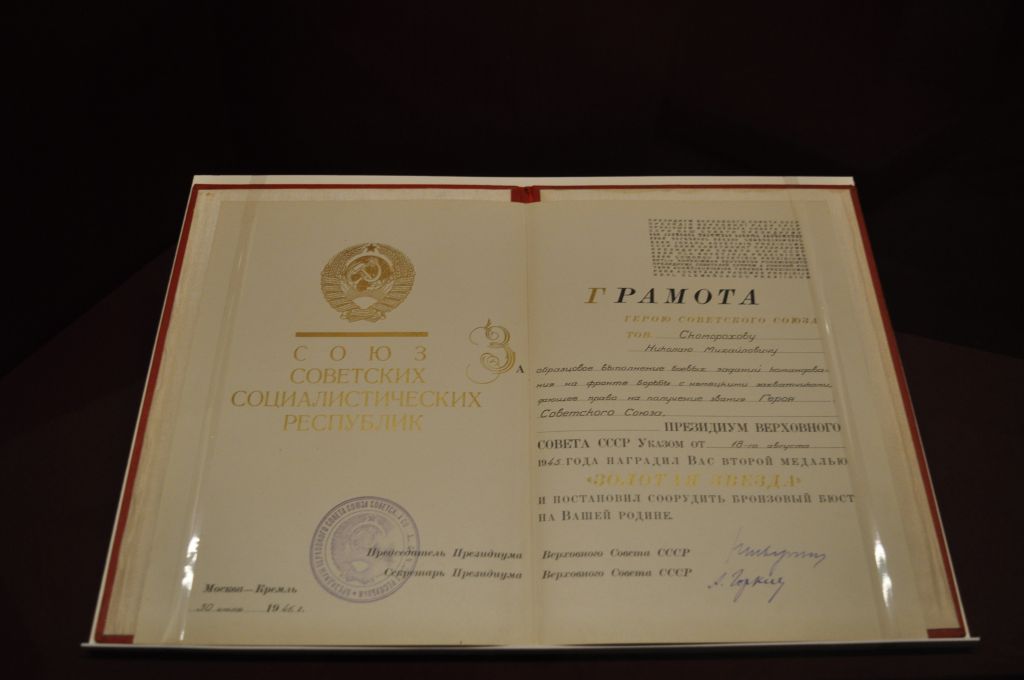 СОЮЗ
СОВЕТСКИХ
СОЦИАЛИСТИЧЕСКИХ
РЕСПУБЛИК
Москва—Кремль
30 1946 г.
ГРАМОТА
ГЕРОЮ СОВЕТСКОГО СОЮЗА
ТОВ. Скоморохову
Николаю Михайловичу
ЗА образцовое выполнение боевых заданий командова-
ния на фронте борьбы с немецкими захватчиками,
дающее право на получение звания Героя
Советского Союза,
ПРЕЗИДИУМ ВЕРХОВНОГО
СОВЕТА СССР УКАЗОМ ОТ 18-го августа
1945 ГОДА НАГРАДИЛ ВАС ВТОРОЙ МЕДАЛЬЮ
«ЗОЛОТАЯ ЗВЕЗДА»
И ПОСТАНОВИЛ СООРУДИТЬ БРОНЗОВЫЙ БЮСТ
НА ВАШЕЙ РОДИНЕ.
Председатель Президиума Верховного Совета СССР
Секретарь Президиума Верховного Совета СССР А. Горкин